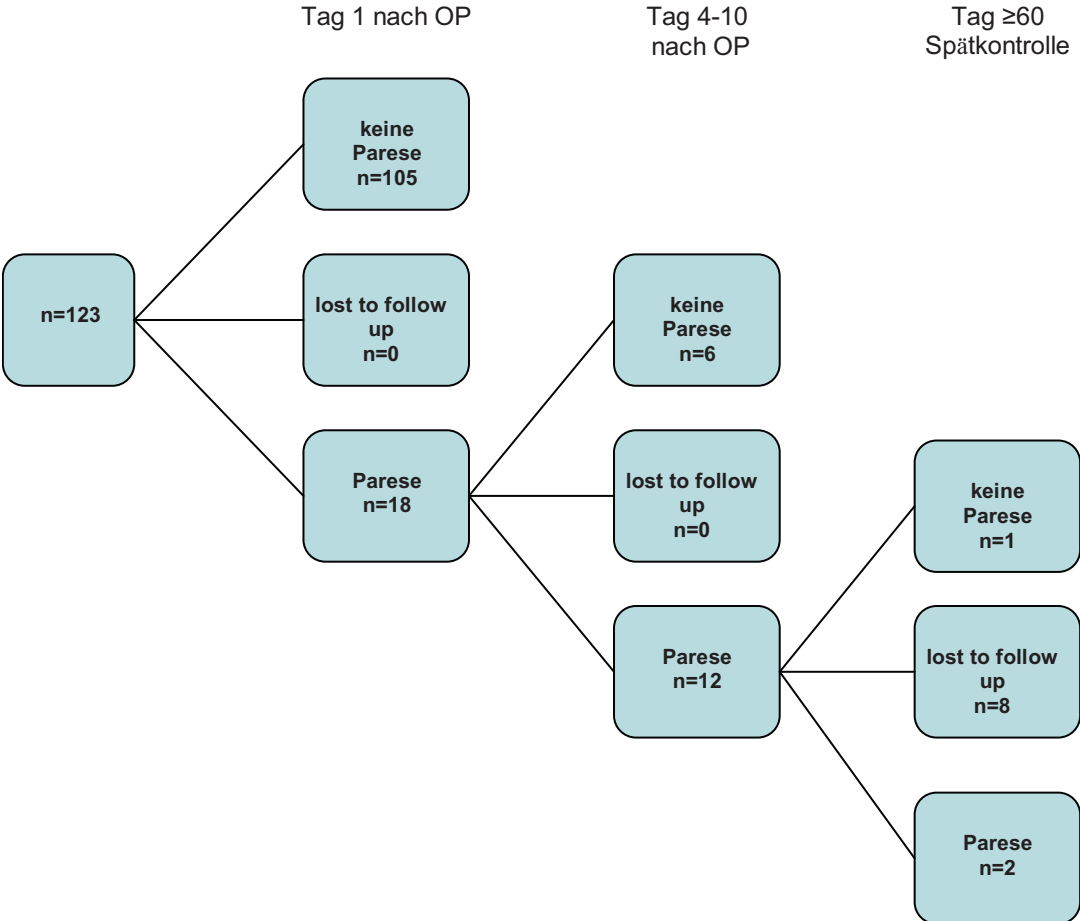 Tag 1 nach OP
Tag 4-10
nach OP
Tag ≥60
Spätkontrolle
keine
Parese
n=105
n=123
lost to follow
up
n=0
Parese
n=18
keine
Parese
n=6
lost to follow
up
n=0
Parese
n=12
keine
Parese
n=1
lost to follow
up
n=8
Parese
n=2